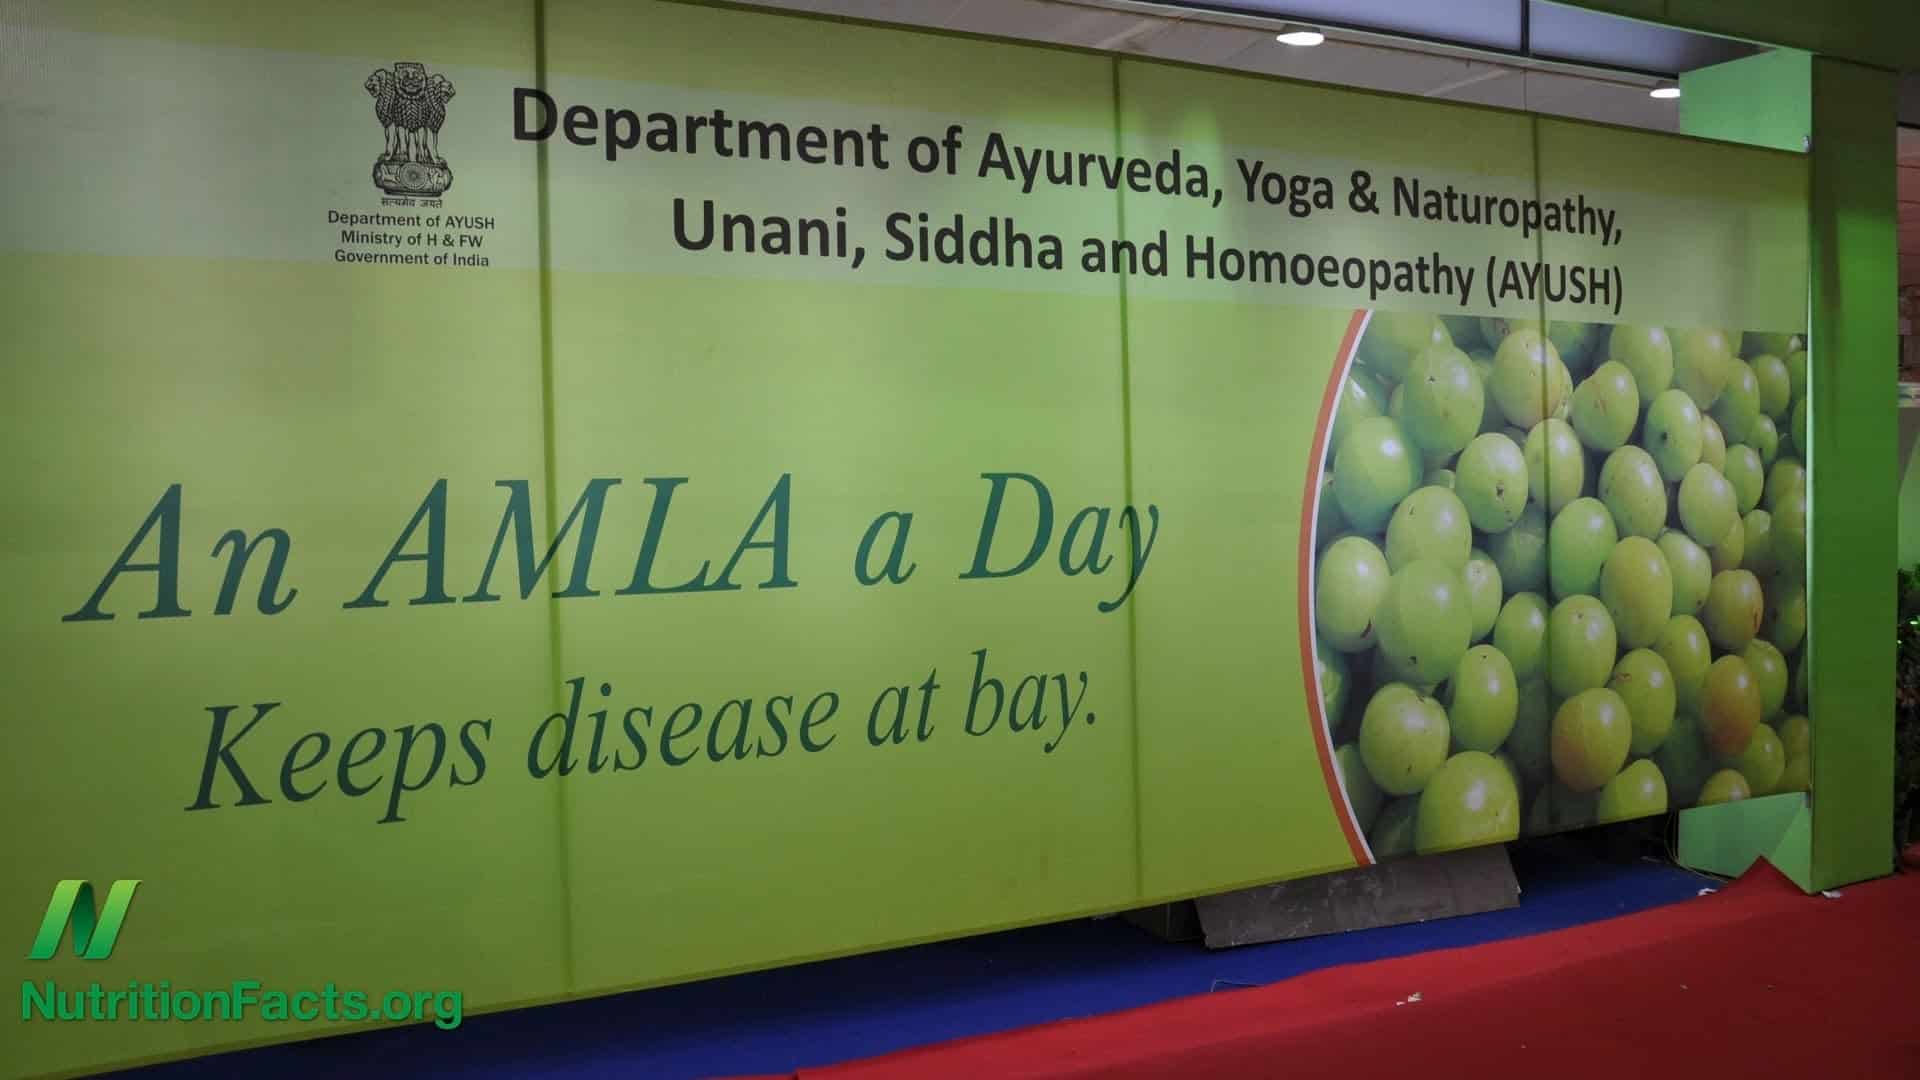 सत्यमेव जयते
Department of AYUSH
Ministry of H & FW
Government of India
Department of Ayurveda, Yoga & Naturopathy,
Unani, Siddha and Homoeopathy (AYUSH)
An AMLA a Day
Keeps disease at bay.
N
NutritionFacts.org